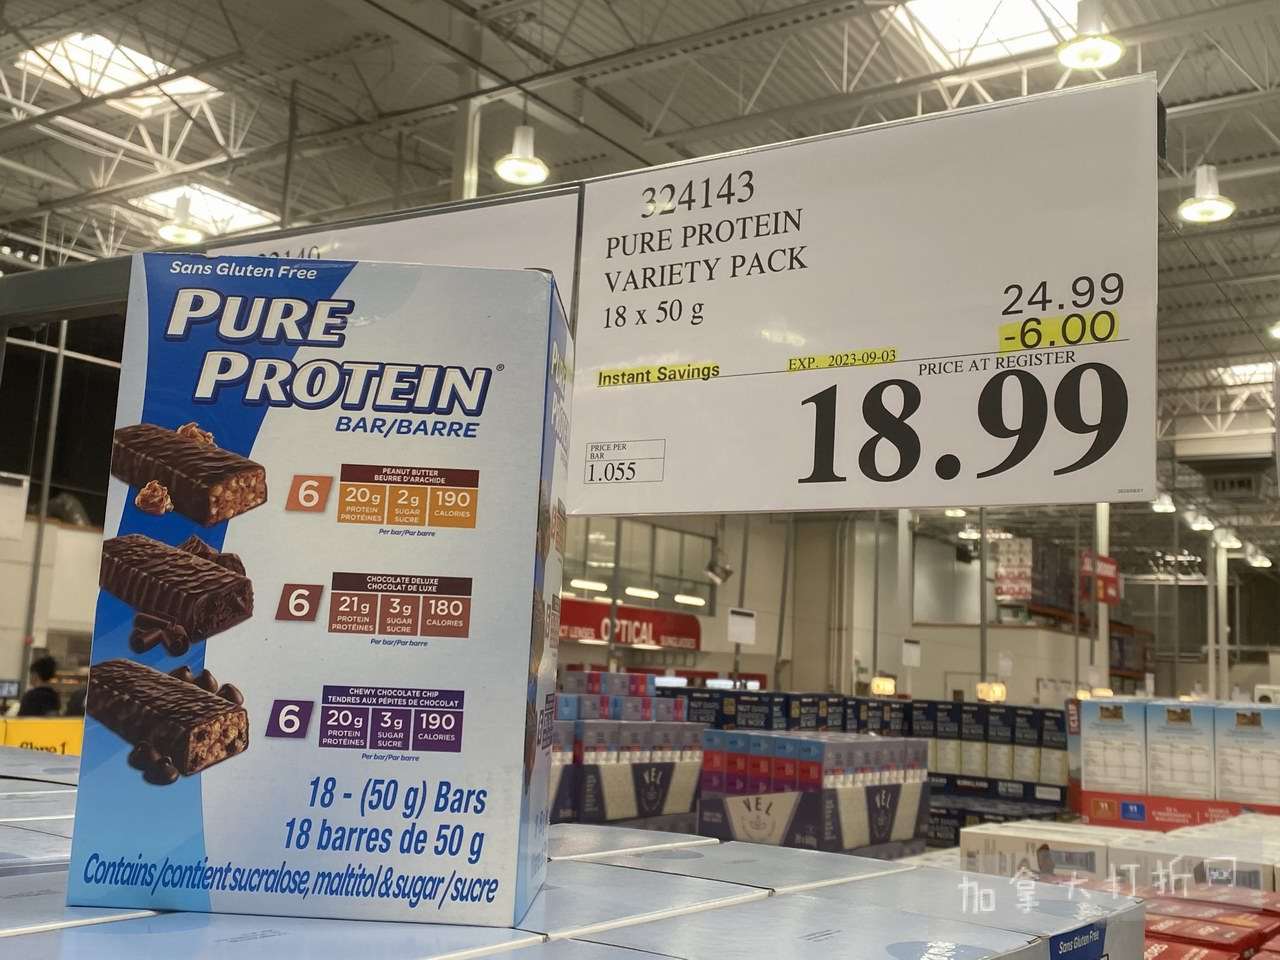 324143
PURE PROTEIN
VARIETY PACK
18 x 50 g
24.99
-6.00
Instant Savings
EXP. 2023-09-03
PRICE AT REGISTER
18.99
PRICE PER
BAR
1.055
Sans Gluten Free
PURE
PROTEIN®
BAR/BARRE
6
PEANUT BUTTER
BEURRE D'ARACHIDE
20g 2g 190
PROTEIN SUGAR CALORIES
PROTÉINES SUCRE
Per bar/Par barre
6
CHOCOLATE DELUXE
CHOCOLAT DE LUXE
21g 3g 180
PROTEIN SUGAR CALORIES
PROTÉINES SUCRE
Per bar/Par barre
6
CHEWY CHOCOLATE CHIP
TENDRES AUX PÉPITES DE CHOCOLAT
20g 3g 190
PROTEIN SUGAR CALORIES
PROTÉINES SUCRE
Per bar/Par barre
18 - (50 g) Bars
18 barres de 50 g
Contains/contient sucralose, maltitol & sugar/sucre
OPTICAL
VEL
VEL
Sans Gluten Free
加拿大打折网